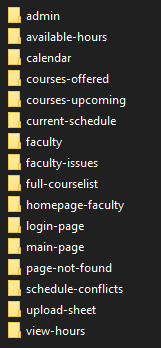 admin
available-hours
calendar
courses-offered
courses-upcoming
current-schedule
faculty
faculty-issues
full-courselist
homepage-faculty
login-page
main-page
page-not-found
schedule-conflicts
upload-sheet
view-hours